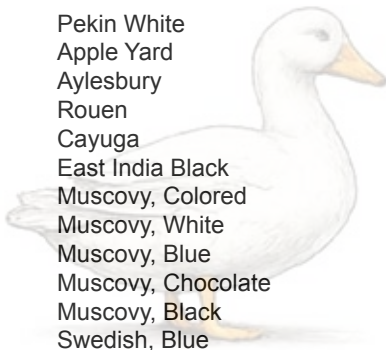 Pekin White
Apple Yard
Aylesbury
Rouen
Cayuga
East India Black
Muscovy, Colored
Muscovy, White
Muscovy, Blue
Muscovy, Chocolate
Muscovy, Black
Swedish, Blue